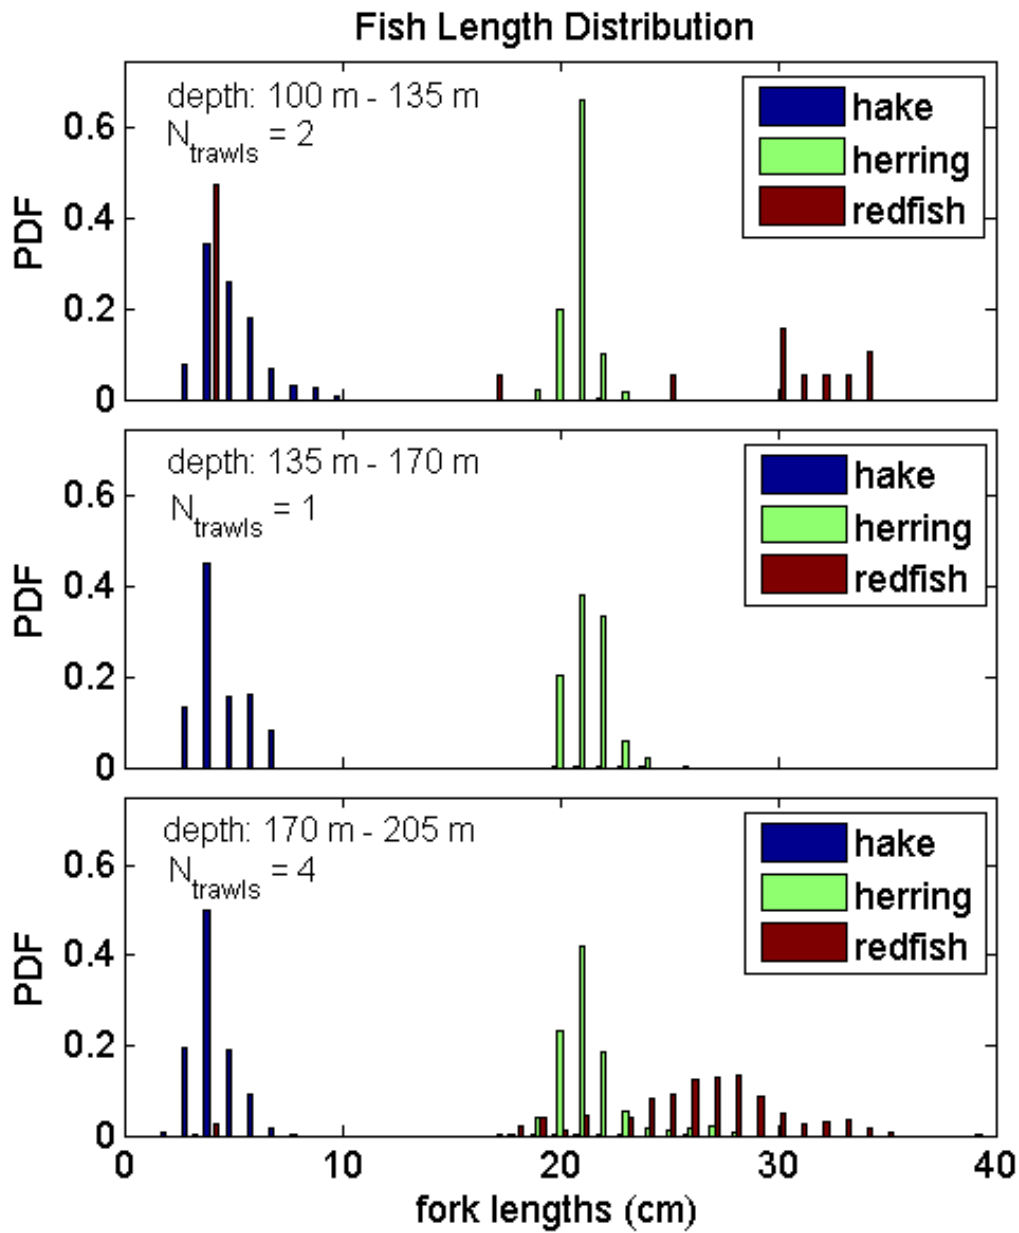 Fish Length Distribution
depth: 100 m - 135 m
N_trawls = 2
hake
herring
redfish
PDF
0.6
0.4
0.2
0
depth: 135 m - 170 m
N_trawls = 1
hake
herring
redfish
PDF
0.6
0.4
0.2
0
depth: 170 m - 205 m
N_trawls = 4
hake
herring
redfish
PDF
0.6
0.4
0.2
0
0 10 20 30 40
fork lengths (cm)